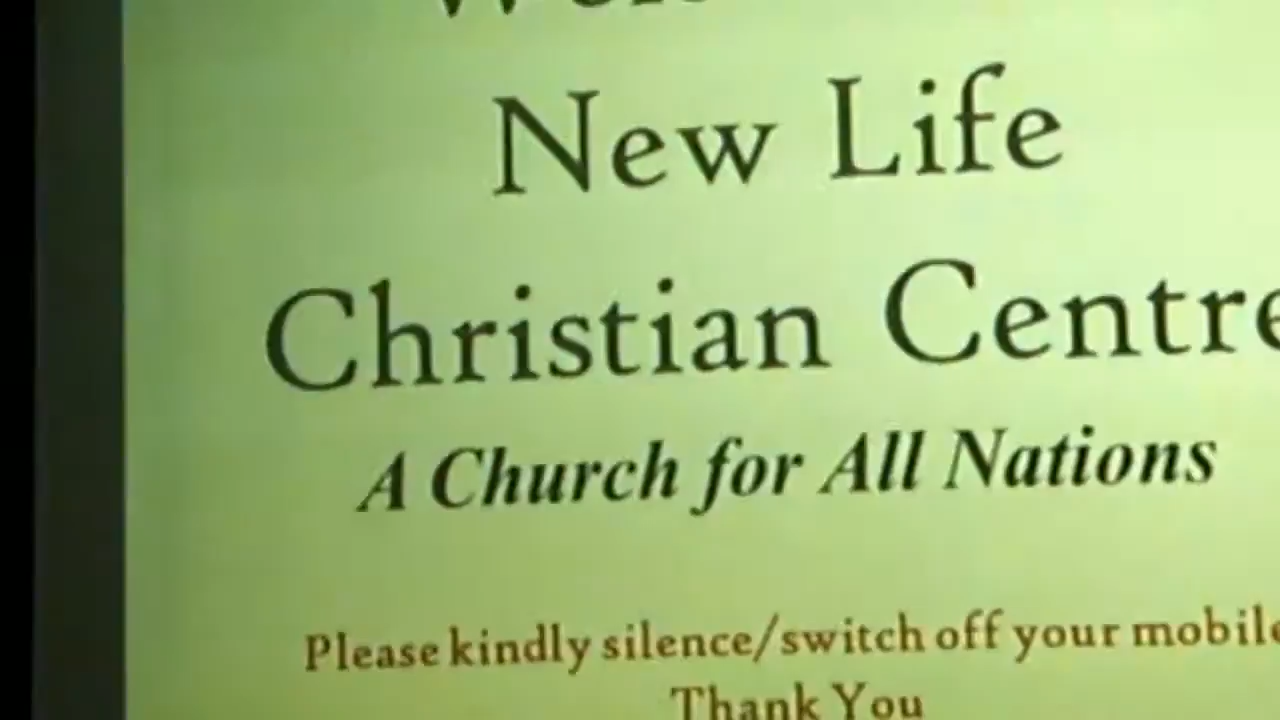 New Life
Christian Centre
A Church for All Nations
Please kindly silence/switch off your mobile
Thank You